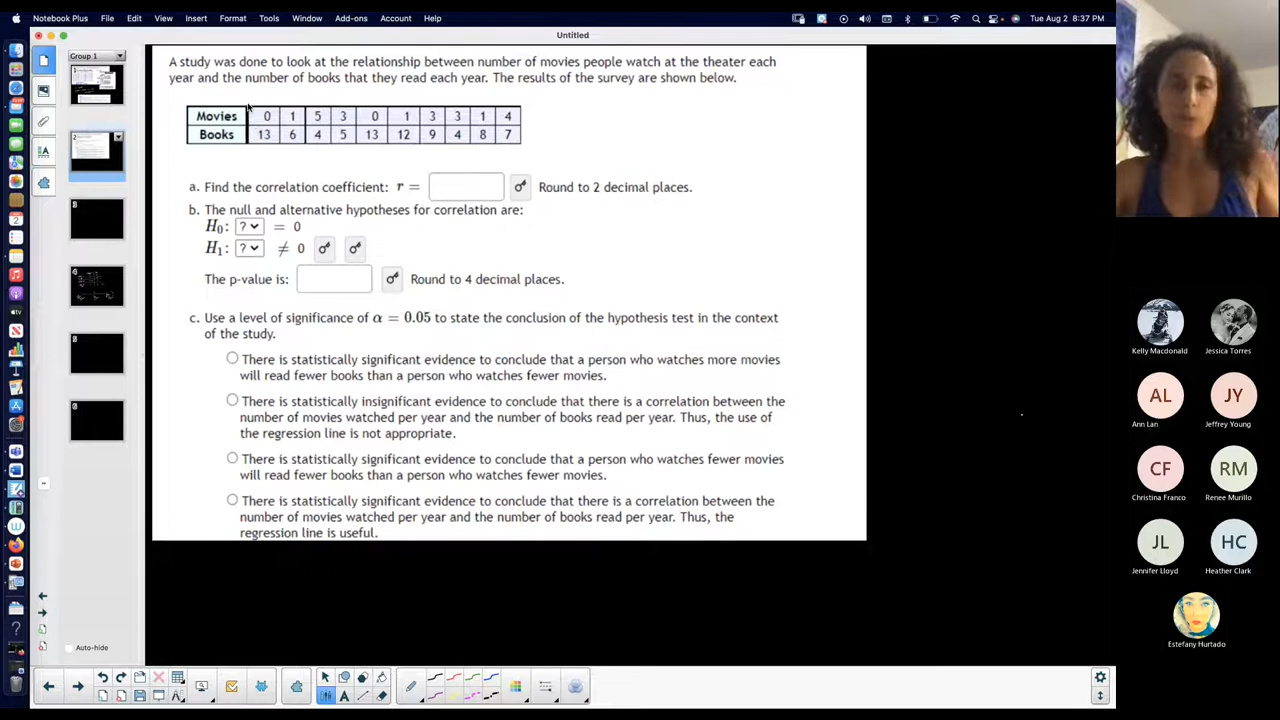 Notebook Plus File Edit View Insert Format Tools Window Add-ons Account Help Tue Aug 2 8:37 PM
Untitled
Group 1
A study was done to look at the relationship between number of movies people watch at the theater each
year and the number of books that they read each year. The results of the survey are shown below.
Movies 0 1 5 3 0 1 3 3 1 4
Books 13 6 4 5 13 12 9 4 8 7
a. Find the correlation coefficient: r = Round to 2 decimal places.
b. The null and alternative hypotheses for correlation are:
H0: ? = 0
H1: ? ≠ 0
The p-value is: Round to 4 decimal places.
c. Use a level of significance of α = 0.05 to state the conclusion of the hypothesis test in the context
of the study.
There is statistically significant evidence to conclude that a person who watches more movies
will read fewer books than a person who watches fewer movies.
There is statistically insignificant evidence to conclude that there is a correlation between the
number of movies watched per year and the number of books read per year. Thus, the use of
the regression line is not appropriate.
There is statistically significant evidence to conclude that a person who watches fewer movies
will read fewer books than a person who watches fewer movies.
There is statistically significant evidence to conclude that there is a correlation between the
number of movies watched per year and the number of books read per year. Thus, the
regression line is useful.
Auto-hide
Kelly Macdonald Jessica Torres
AL JY
Ann Lan Jeffrey Young
CF RM
Christina Franco Renee Murillo
JL HC
Jennifer Lloyd Heather Clark
Estefany Hurtado